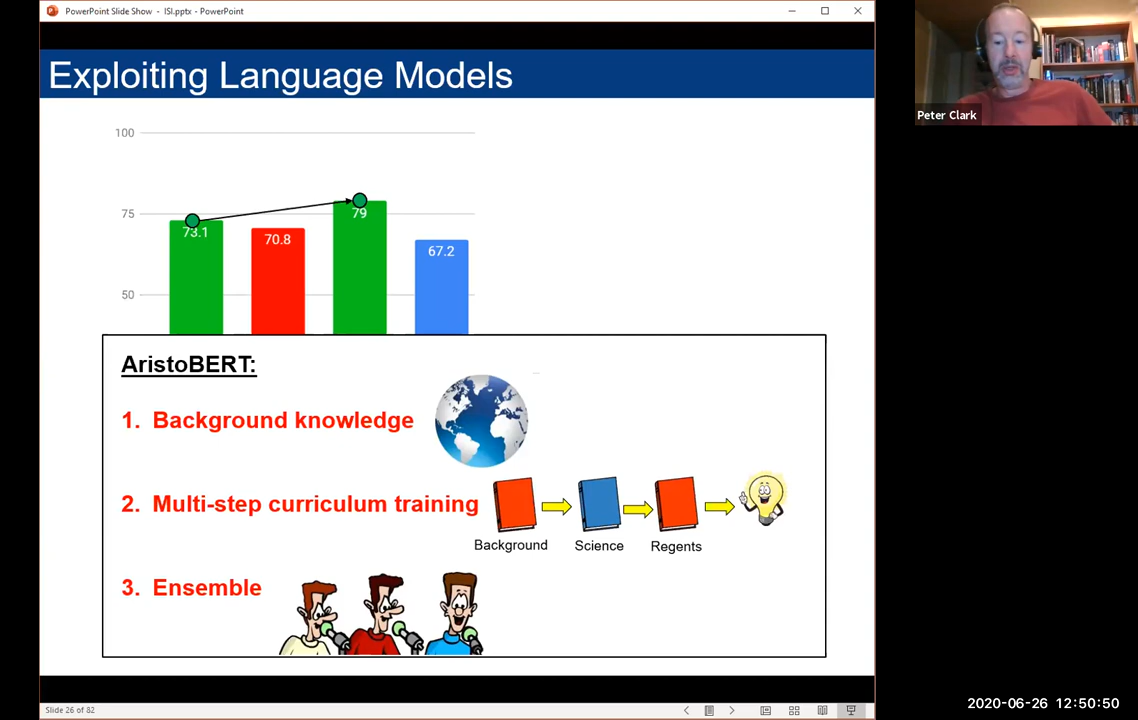 PowerPoint Slide Show - ISI.pptx - PowerPoint
Exploiting Language Models
100
75
50
73.1
70.8
79
67.2
AristoBERT:
1. Background knowledge
2. Multi-step curriculum training
Background
Science
Regents
3. Ensemble
Slide 26 of 82
Peter Clark
2020-06-26 12:50:50